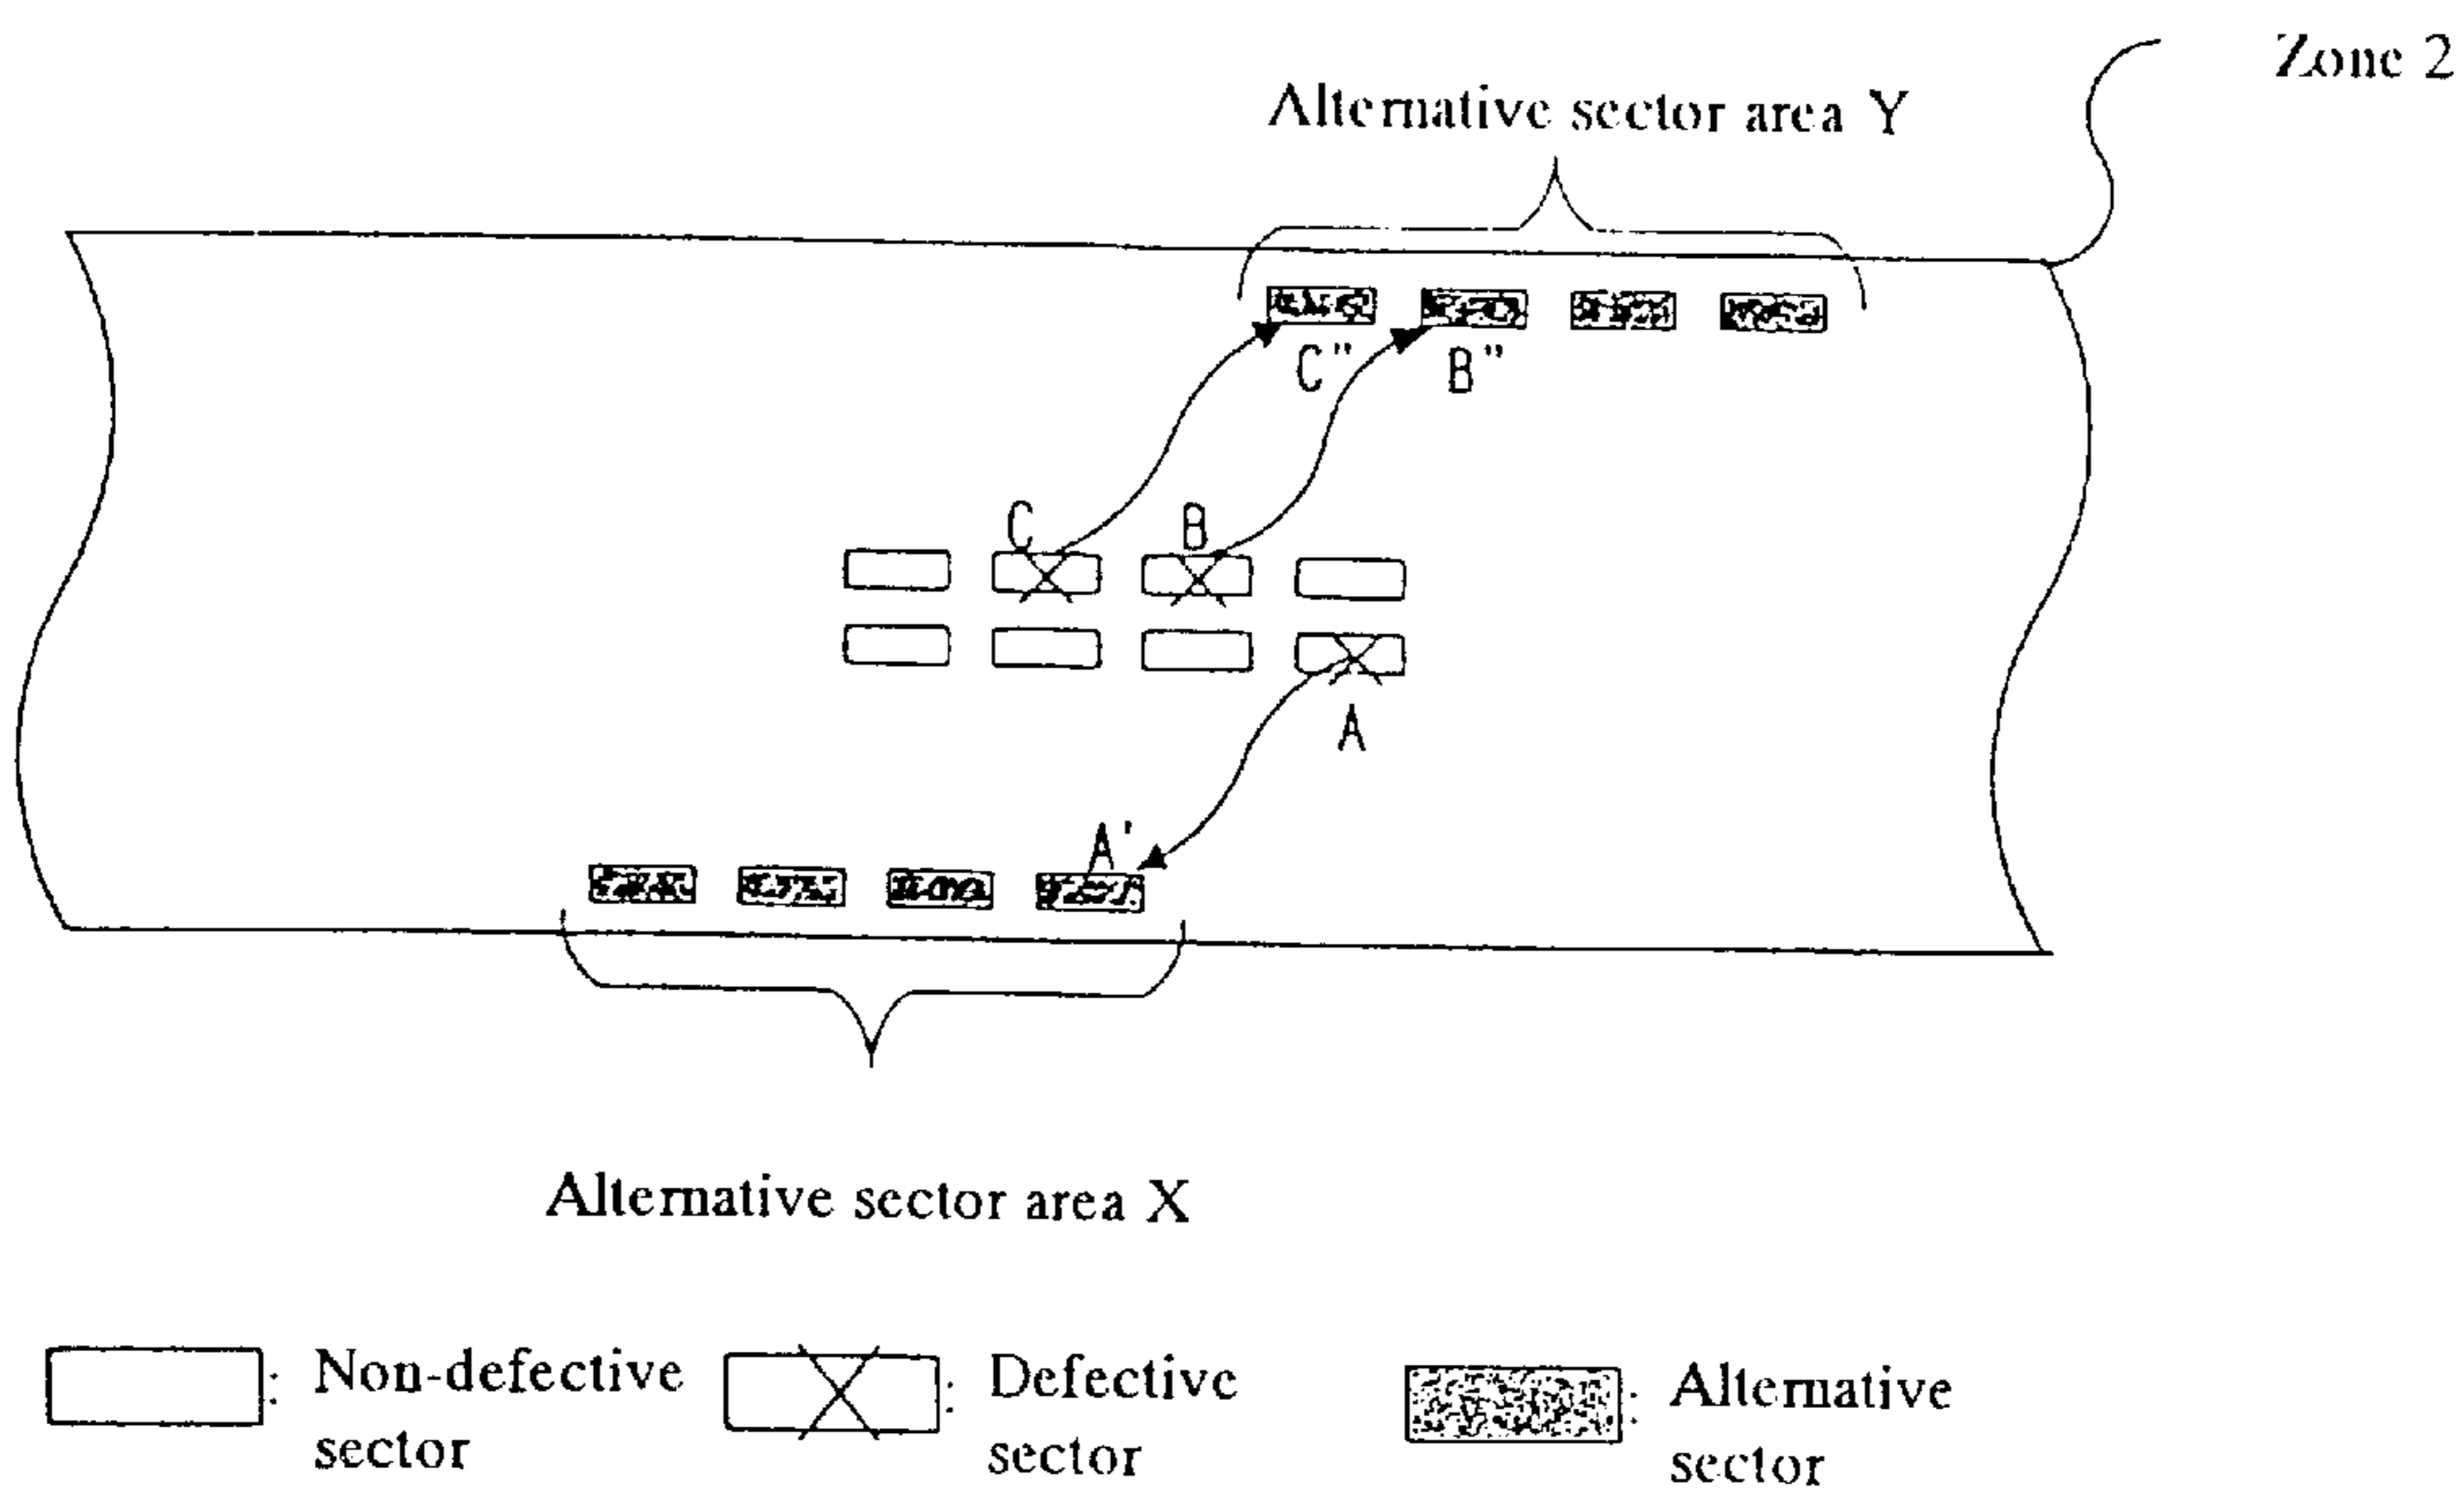 Zone 2
Alternative sector area Y
C" B"
C B
A
A'
Alternative sector area X
: Non-defective
sector
: Defective
sector
: Alternative
sector